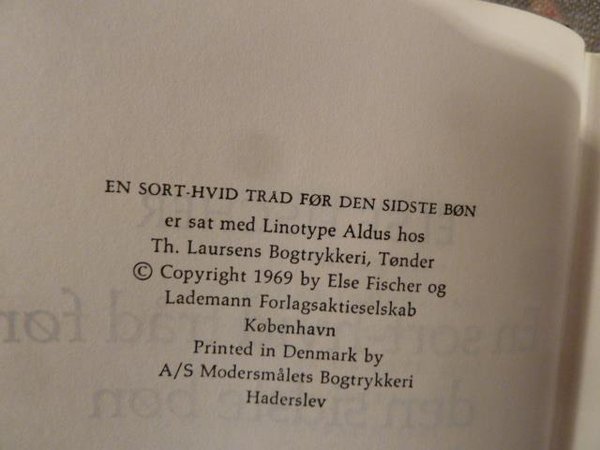 EN SORT-HVID TRÅD FØR DEN SIDSTE BØN
er sat med Linotype Aldus hos
Th. Laursens Bogtrykkeri, Tønder
© Copyright 1969 by Else Fischer og
Lademann Forlagsaktieselskab
København
Printed in Denmark by
A/S Modersmålets Bogtrykkeri
Haderslev